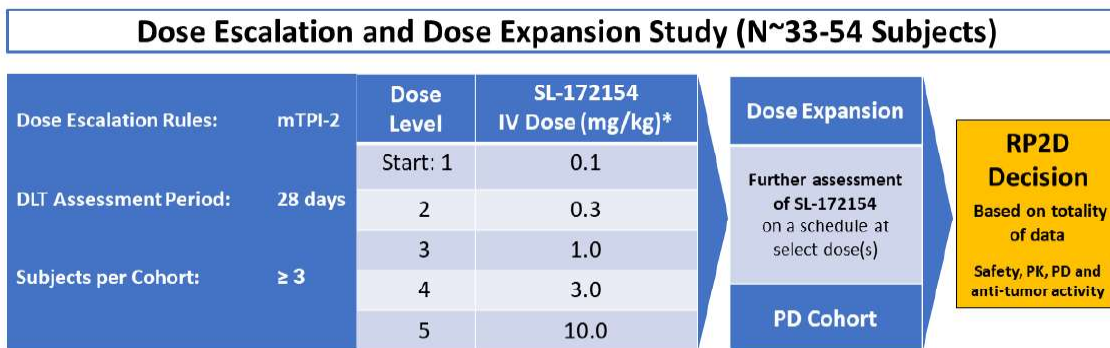 Dose Escalation and Dose Expansion Study (N~33-54 Subjects)
Dose Escalation Rules: mTPI-2
DLT Assessment Period: 28 days
Subjects per Cohort: ≥ 3
Dose Level
SL-172154 IV Dose (mg/kg)*
Start: 1 0.1
2 0.3
3 1.0
4 3.0
5 10.0
Dose Expansion
Further assessment
of SL-172154
on a schedule at
select dose(s)
PD Cohort
RP2D
Decision
Based on totality
of data
Safety, PK, PD and
anti-tumor activity